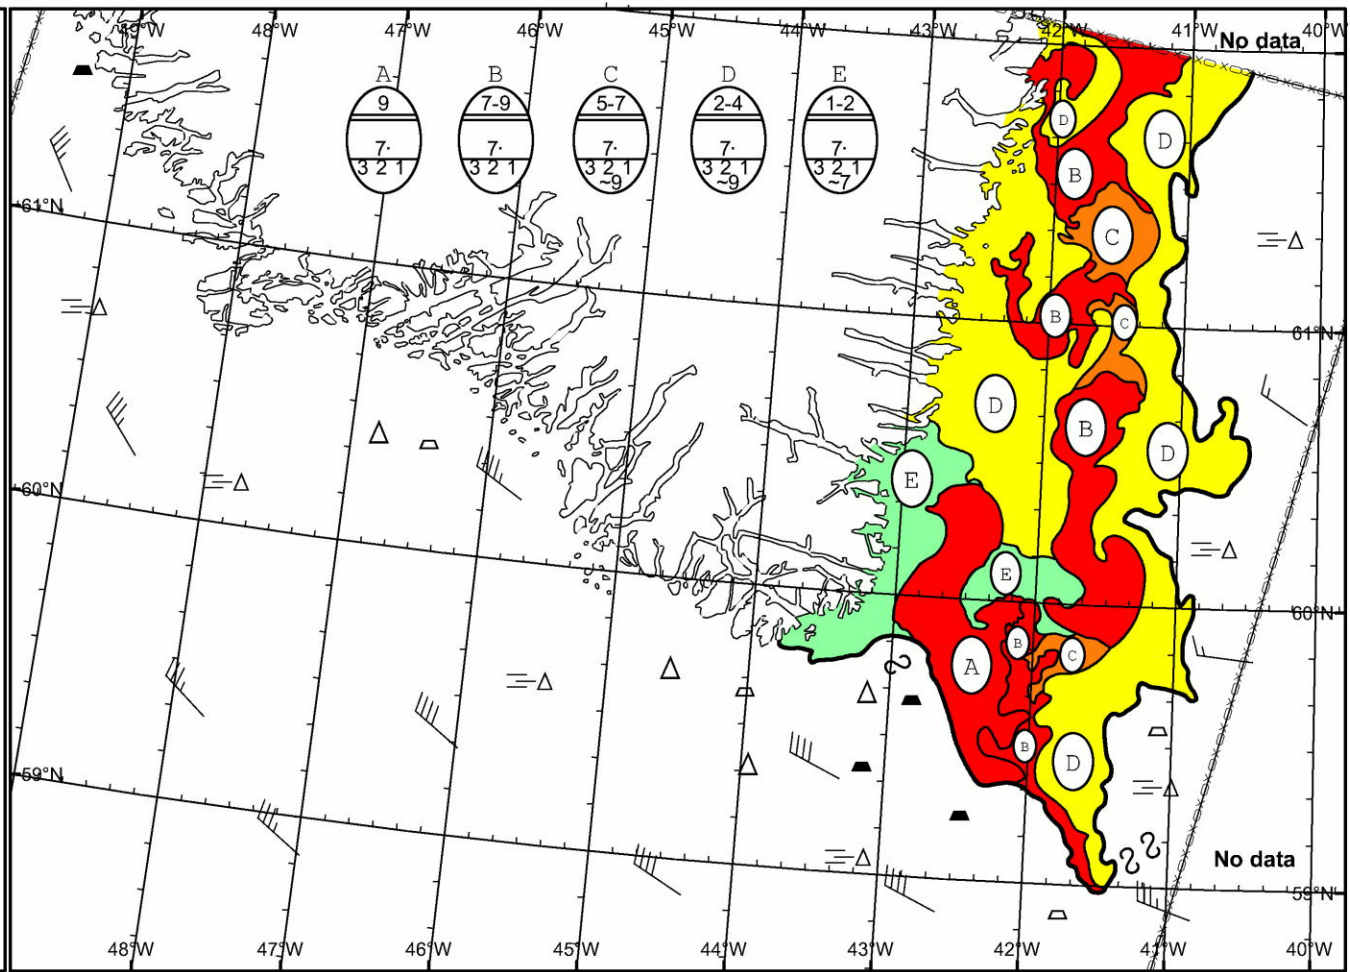 49°W 48°W 47°W 46°W 45°W 44°W 43°W 42°W 41°W 40°W
No data
A B C D E
9 7-9 5-7 2-4 1-2
7· 7· 7· 7· 7·
3 2 1 3 2 1 3 2 1 3 2 1 3 2 1
~9 ~9 ~7
D
D
B
61°N
C
B
C
61°N
D
B
D
E
60°N
E
60°N
B
A
C
B
D
59°N
No data
59°N
48°W 47°W 46°W 45°W 44°W 43°W 42°W 41°W 40°W